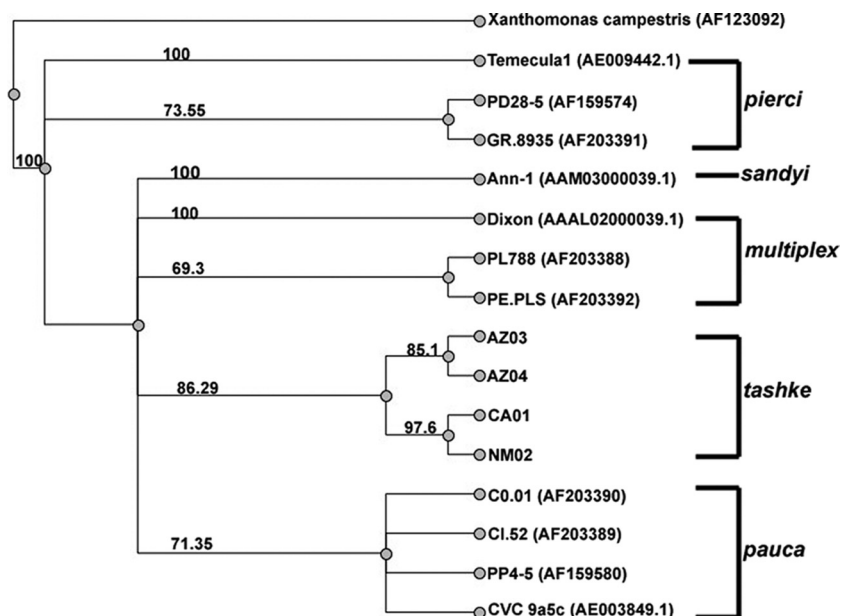 Xanthomonas campestris (AF123092)
100
Temecula1 (AE009442.1)
pierci
73.55
PD28-5 (AF159574)
GR.8935 (AF203391)
100
100
Ann-1 (AAM03000039.1)
sandyi
100
Dixon (AAAL02000039.1)
multiplex
69.3
PL788 (AF203388)
PE.PLS (AF203392)
85.1
AZ03
AZ04
86.29
tashke
97.6
CA01
NM02
C0.01 (AF203390)
CI.52 (AF203389)
71.35
pauca
PP4-5 (AF159580)
CVC 9a5c (AE003849.1)